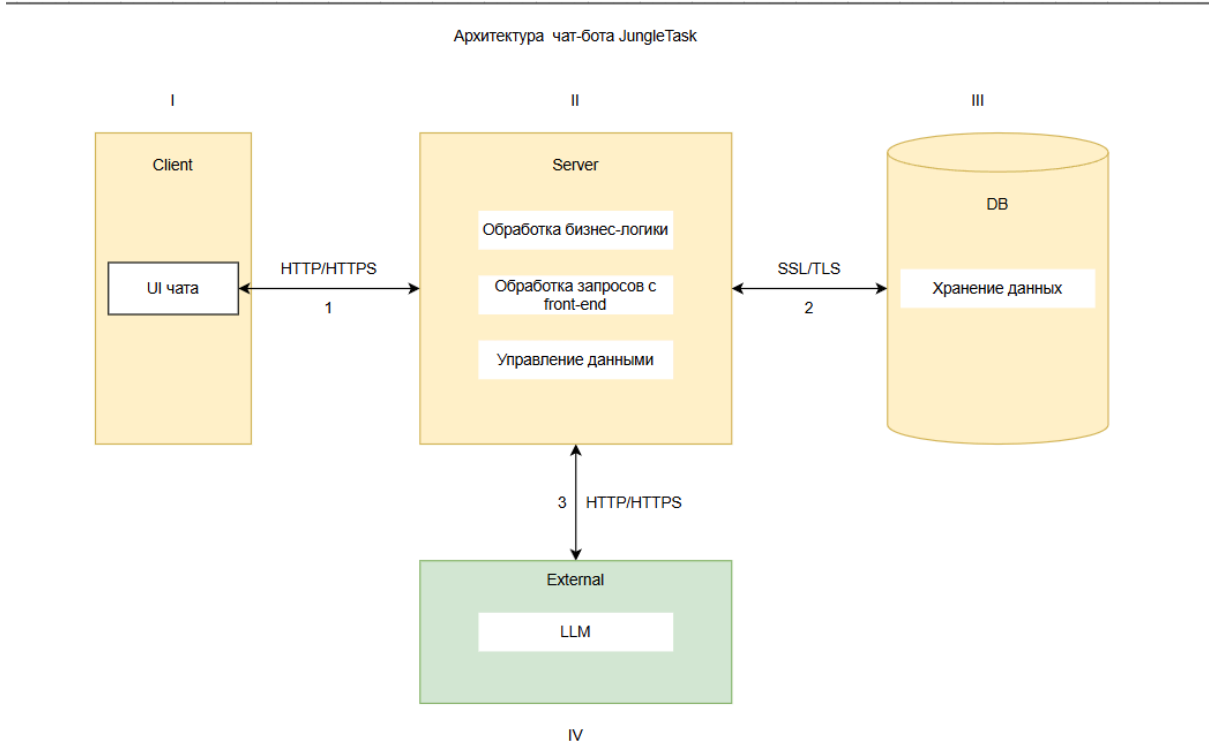 Архитектура чат-бота JungleTask
I
II
III
Client
Server
DB
UI чата
HTTP/HTTPS
1
Обработка бизнес-логики
Обработка запросов с
front-end
Управление данными
SSL/TLS
2
Хранение данных
3
HTTP/HTTPS
External
LLM
IV